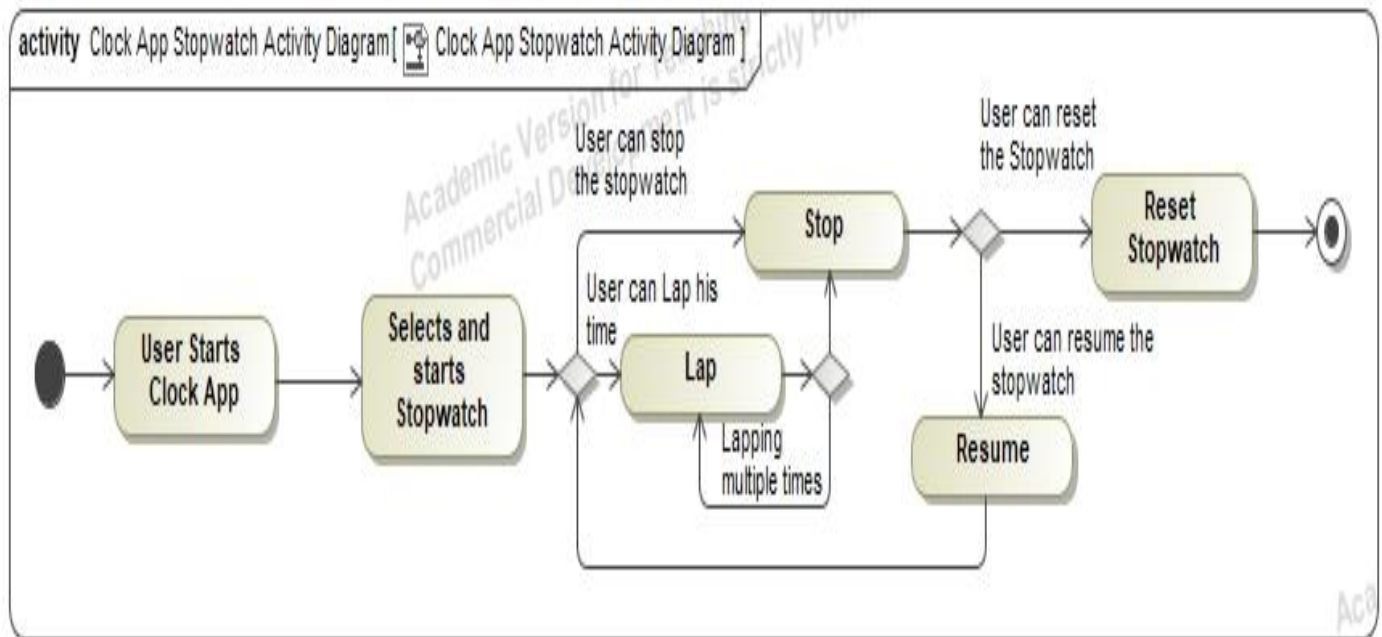 activity Clock App Stopwatch Activity Diagram[ Clock App Stopwatch Activity Diagram ]
Academic Version for
Commercial Development is strictly
User can stop
the stopwatch
User can reset
the Stopwatch
Stop
Reset
Stopwatch
User can Lap his
time
User Starts
Clock App
Selects and
starts
Stopwatch
Lap
User can resume the
stopwatch
Lapping
multiple times
Resume
Aca